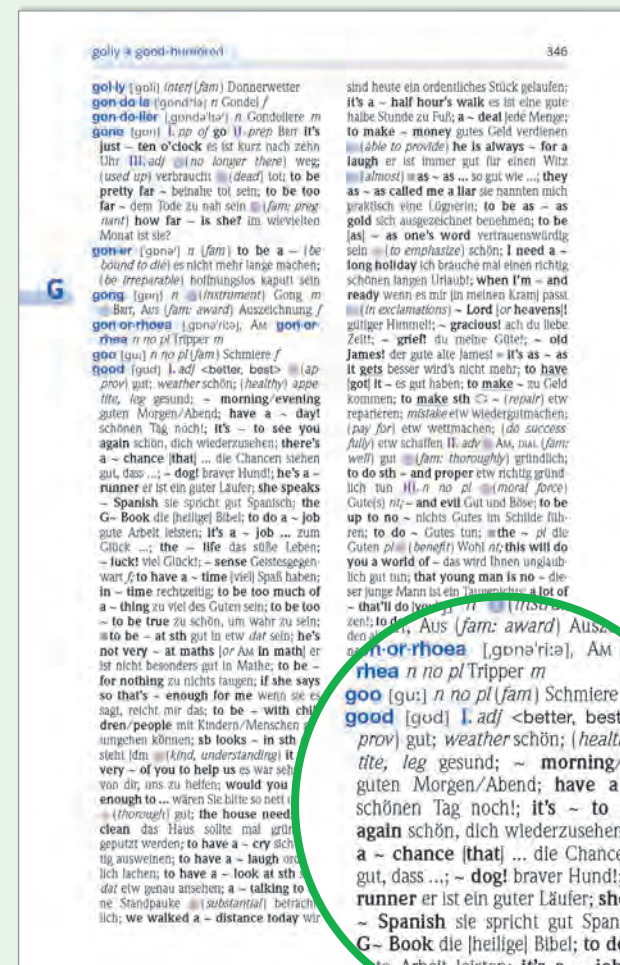 golly a good-humored
346
gol·ly [ˈgɒli] interj (fam) Donnerwetter
gon·do·la [ˈgɒndᵊlə] n Gondel f
gon·do·lier [ˌgɒndᵊˈlɪəʳ] n Gondoliere m
gone [gɒn] I. pp of go II. prep BRIT it's
just ~ ten o'clock es ist kurz nach zehn
Uhr III. adj (no longer there) weg;
(used up) verbraucht (dead) tot; to be
pretty far ~ beinahe tot sein; to be too
far ~ dem Tode zu nah sein (fam: preg
nant) how far ~ is she? im wievielten
Monat ist sie?
gon·er [ˈgɒnəʳ] n (fam) to be a ~ (be
bound to die) es nicht mehr lange machen;
(be irreparable) hoffnungslos kaputt sein
G
gong [gɒŋ] n (instrument) Gong m
BRIT, AUS (fam: award) Auszeichnung f
gon·or·rhoea [ˌgɒnəˈriːə], AM gon·or·
rhea n no pl Tripper m
goo [guː] n no pl (fam) Schmiere f
good [gʊd] I. adj <better, best> (ap
prov) gut; weather schön; (healthy) appe
tite, leg gesund; ~ morning/evening
guten Morgen/Abend; have a ~ day!
schönen Tag noch!; it's ~ to see you
again schön, dich wiederzusehen; there's
a ~ chance |that| ... die Chancen stehen
gut, dass ...; ~ dog! braver Hund!; he's a ~
runner er ist ein guter Läufer; she speaks
~ Spanish sie spricht gut Spanisch; the
G~ Book die |heilige| Bibel; to do a ~ job
gute Arbeit leisten; it's a ~ job ... zum
Glück ...; the ~ life das süße Leben;
~ luck! viel Glück!; ~ sense Geistesgegen
wart f; to have a ~ time |viel| Spaß haben;
in ~ time rechtzeitig; to be too much of
a ~ thing zu viel des Guten sein; to be too
~ to be true zu schön, um wahr zu sein;
to be ~ at sth gut in etw dat sein; he's
not very ~ at maths |or AM in math| er
ist nicht besonders gut in Mathe; to be ~
for nothing zu nichts taugen; if she says
so that's ~ enough for me wenn sie es
sagt, reicht mir das; to be ~ with chil
dren/people mit Kindern/Menschen
umgehen können; sb looks ~ in sth
steht jdm (kind, understanding) it
very ~ of you to help us es war seh
von dir, uns zu helfen; would you
enough to ... wären Sie bitte so nett
(thorough) gut; the house need
clean das Haus sollte mal grün
geputzt werden; to have a ~ cry sich
tig ausweinen; to have a ~ laugh ord
lich lachen; to have a ~ look at sth
dat etw genau ansehen; a ~ talking to
ne Standpauke (substantial) beträch
lich; we walked a ~ distance today wir
sind heute ein ordentliches Stück gelaufen;
it's a ~ half hour's walk es ist eine gute
halbe Stunde zu Fuß; a ~ deal jede Menge;
to make ~ money gutes Geld verdienen
(able to provide) he is always ~ for a
laugh er ist immer gut für einen Witz
(almost) as ~ as ... so gut wie ...; they
as ~ as called me a liar sie nannten mich
praktisch eine Lügnerin; to be as ~ as
gold sich ausgezeichnet benehmen; to be
|as| ~ as one's word vertrauenswürdig
sein (to emphasize) schön; I need a ~
long holiday ich brauche mal einen richtig
schönen langen Urlaub!; when I'm ~ and
ready wenn es mir |in meinen Kram| passt
(in exclamations) ~ Lord |or heavens|!
gütiger Himmel!; ~ gracious! ach du liebe
Zeit!; ~ grief! du meine Güte!; ~ old
James! der gute alte James! it's as ~ as
it gets besser wird's nicht mehr; to have
|got| it ~ es gut haben; to make ~ zu Geld
kommen; to make sth ~ (repair) etw
reparieren; mistake etw wiedergutmachen;
(pay for) etw wettmachen; (do success
fully) etw schaffen II. adv AM, DIAL (fam:
well) gut (fam: thoroughly) gründlich;
to do sth ~ and proper etw richtig gründ
lich tun III. n no pl (moral force)
Gute(s) nt; ~ and evil Gut und Böse; to be
up to no ~ nichts Gutes im Schilde füh
ren; to do ~ Gutes tun; the ~ pl die
Guten pl (benefit) Wohl nt; this will do
you a world of ~ das wird Ihnen unglaub
lich gut tun; that young man is no ~ die
ser junge Mann ist ein Taugenichts; a lot of
~ that'll do
zen!; to d
den
Aus (fam: award) Ausz
n·or·rhoea [ˌgɒnəˈriːə], AM
rhea n no pl Tripper m
goo [guː] n no pl (fam) Schmiere
good [gʊd] I. adj <better, best
prov) gut; weather schön; (healt
tite, leg gesund; ~ morning/
guten Morgen/Abend; have a
schönen Tag noch!; it's ~ to
again schön, dich wiederzusehen
a ~ chance |that| ... die Chance
gut, dass ...; ~ dog! braver Hund!;
runner er ist ein guter Läufer; she
~ Spanish sie spricht gut Span
G~ Book die |heilige| Bibel; to do
Arbeit leisten; it's a ~ job